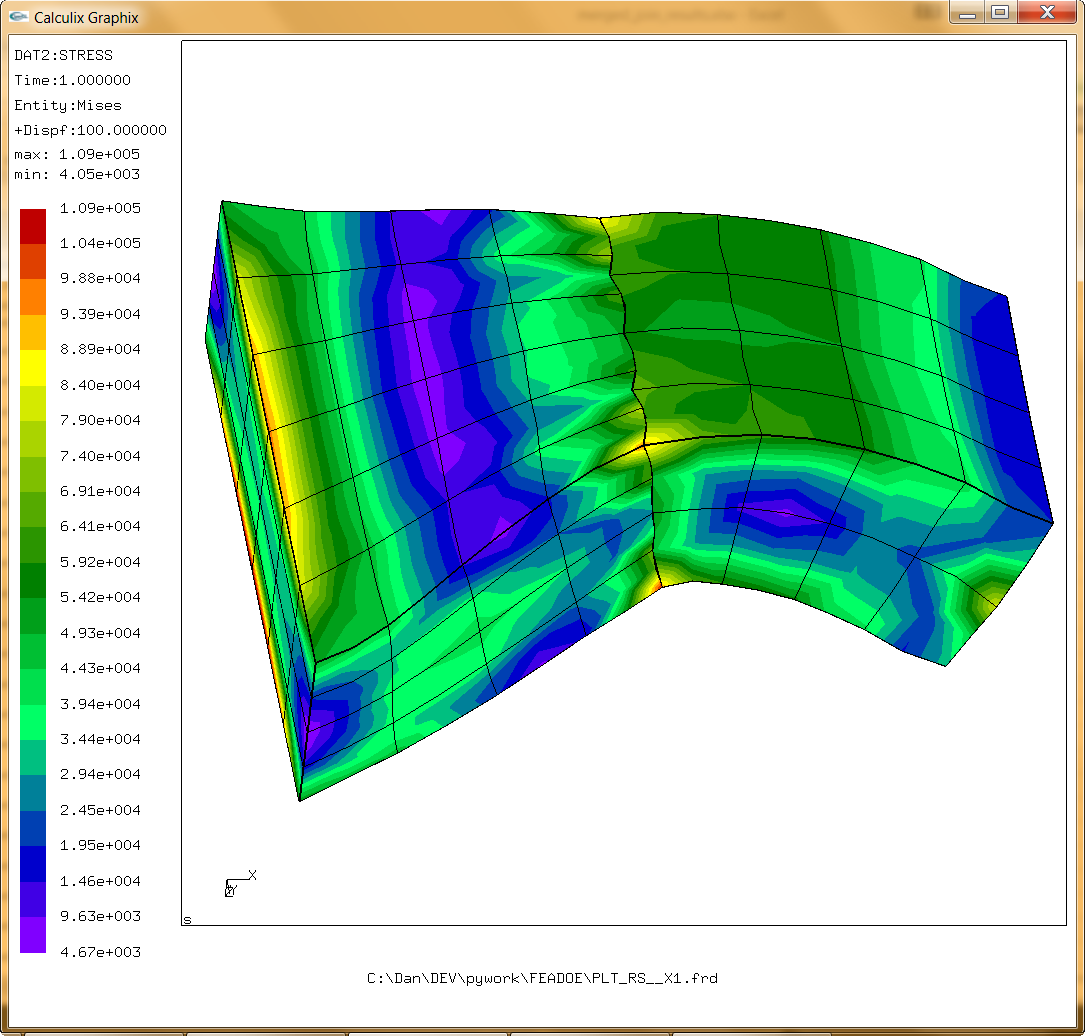 Calculix Graphix
DAT2:STRESS
Time:1.000000
Entity:Mises
+Dispf:100.000000
max: 1.09e+005
min: 4.05e+003
1.09e+005
1.04e+005
9.88e+004
9.39e+004
8.89e+004
8.40e+004
7.90e+004
7.40e+004
6.91e+004
6.41e+004
5.92e+004
5.42e+004
4.93e+004
4.43e+004
3.94e+004
3.44e+004
2.94e+004
2.45e+004
1.95e+004
1.46e+004
9.63e+003
4.67e+003
X
s
C:\Dan\DEV\pywork\FEADOE\PLT_RS__X1.frd